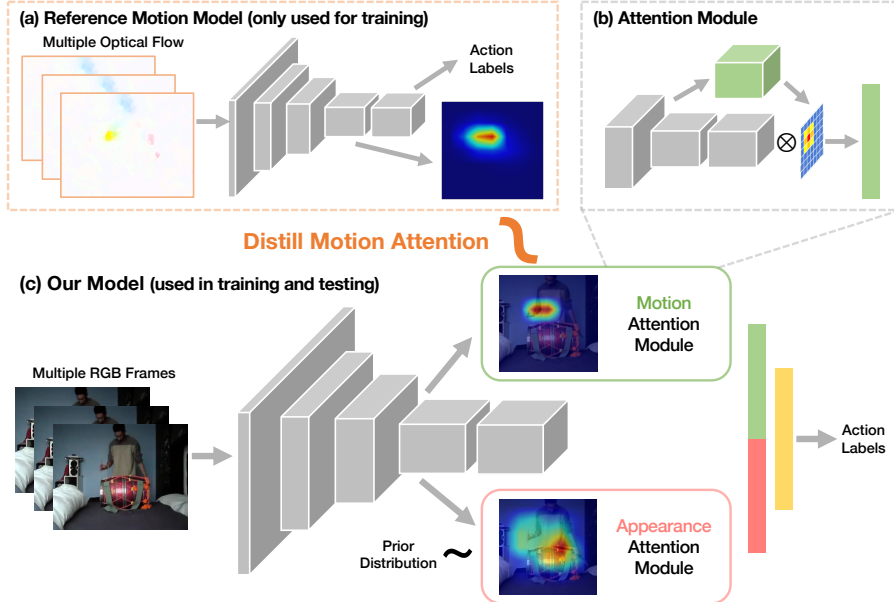 (a) Reference Motion Model (only used for training)
Multiple Optical Flow
Action
Labels
(b) Attention Module
⊗
Distill Motion Attention
~
(c) Our Model (used in training and testing)
Multiple RGB Frames
Motion
Attention
Module
Action
Labels
Prior
Distribution
~
Appearance
Attention
Module